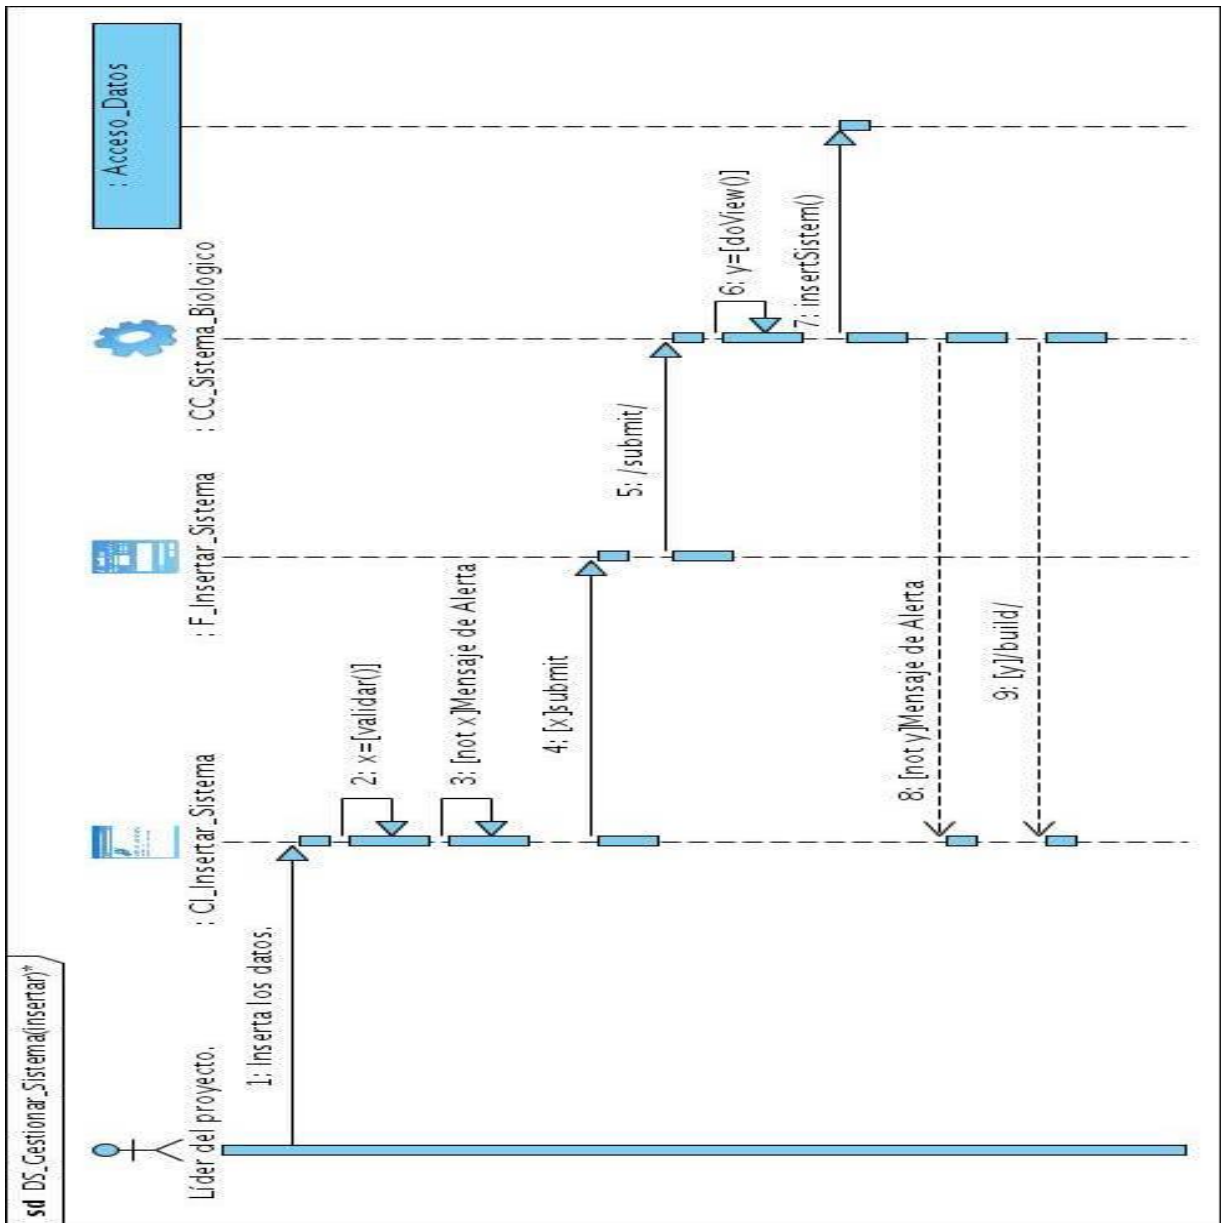 sd DS_Gestionar_Sistema(insertar)*
Líder del proyecto.
: CI_Insertar_Sistema
: F_Insertar_Sistema
: CC_Sistema_Biologico
: Acceso_Datos
1: Inserta los datos.
2: x=[validar()]
3: [not x]Mensaje de Alerta
4: [x]submit
5: /submit/
6: y=[doView()]
7: insertSistem()
8: [not y]Mensaje de Alerta
9: [y]/build/